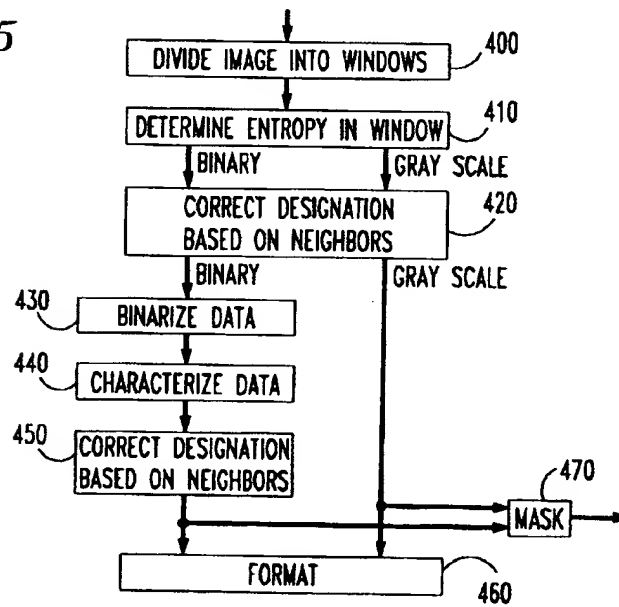 5
DIVIDE IMAGE INTO WINDOWS
400
DETERMINE ENTROPY IN WINDOW
410
BINARY
GRAY SCALE
CORRECT DESIGNATION
BASED ON NEIGHBORS
420
BINARY
GRAY SCALE
430
BINARIZE DATA
440
CHARACTERIZE DATA
450
CORRECT DESIGNATION
BASED ON NEIGHBORS
470
MASK
FORMAT
460